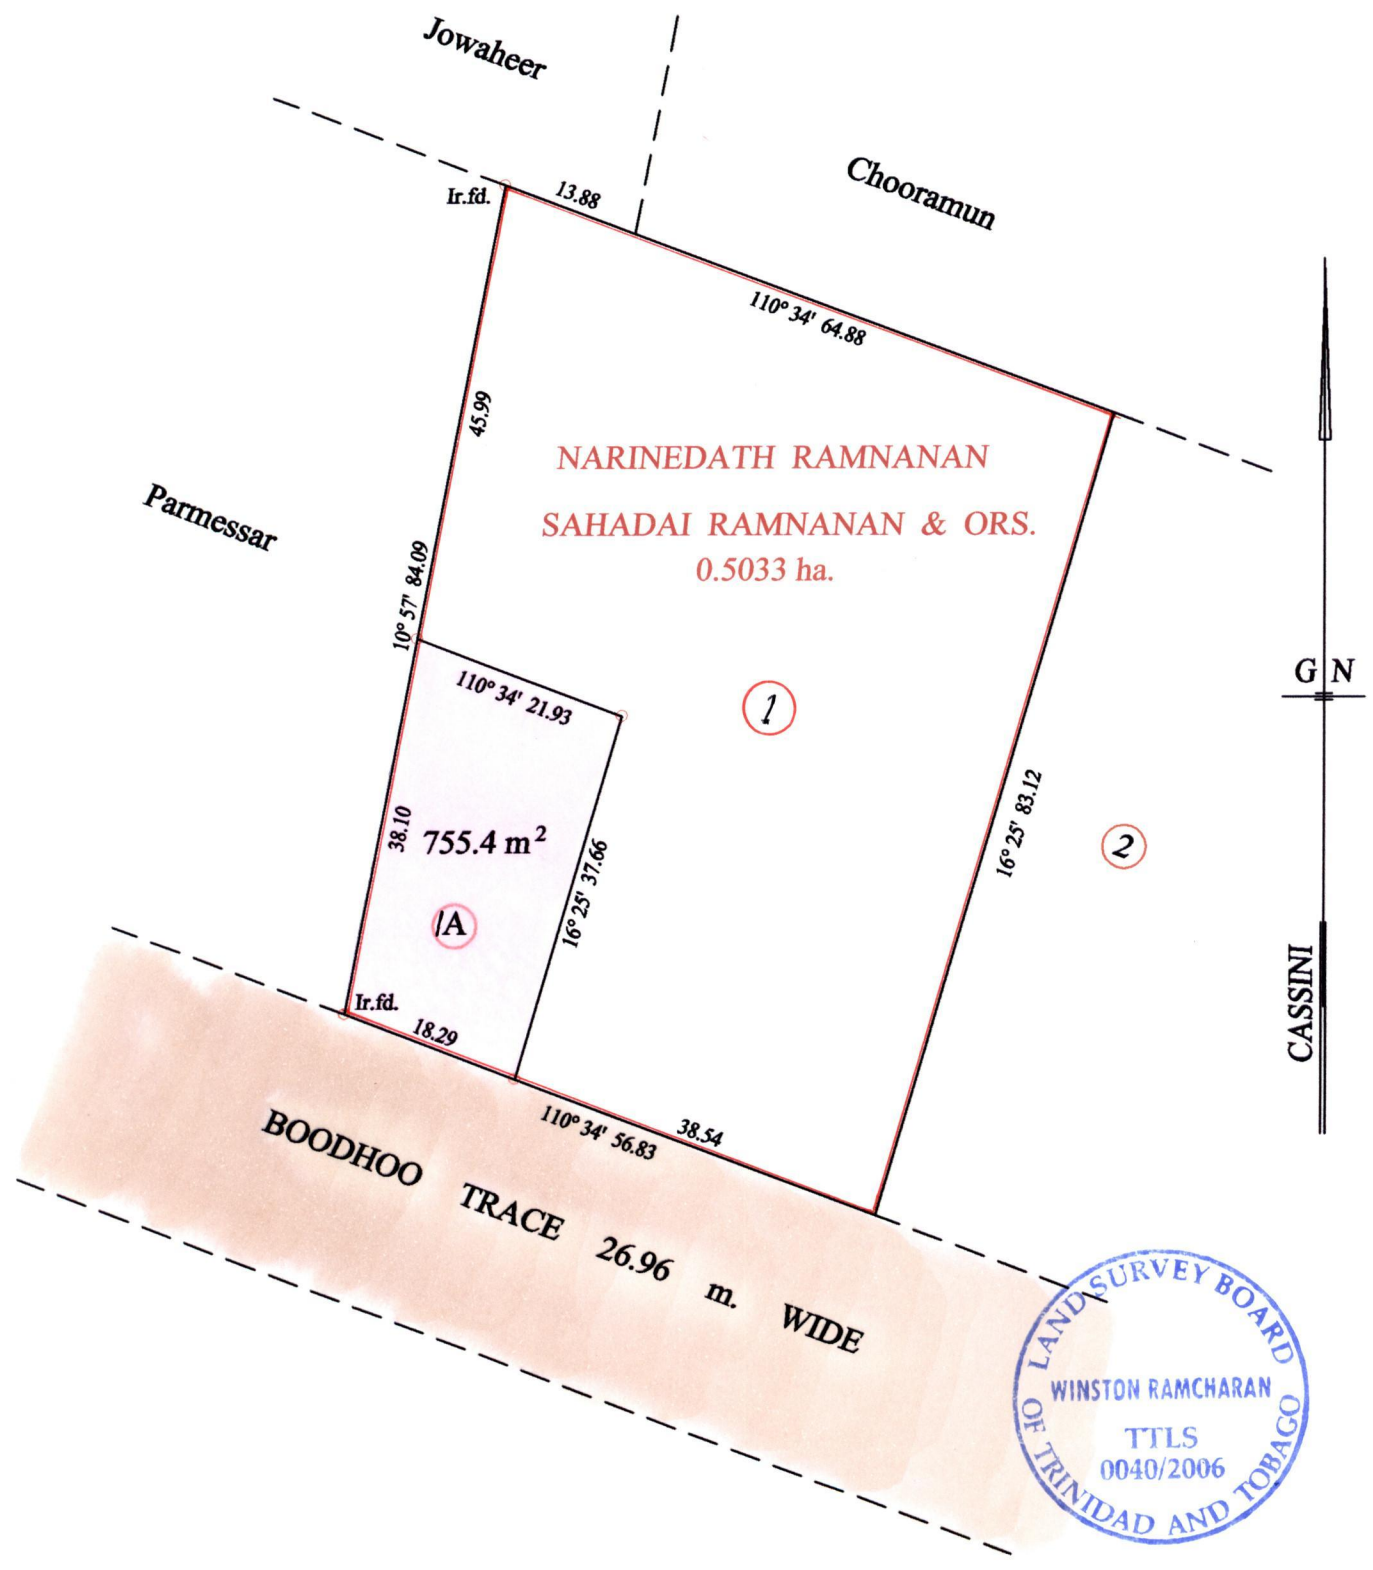 Jowaheer
Chooramun
Ir.fd.
13.88
110° 34' 64.88
45.99
NARINEDATH RAMNANAN
SAHADAI RAMNANAN & ORS.
0.5033 ha.
Parmessar
10° 57' 84.09
110° 34' 21.93
1
G N
16° 25' 83.12
2
38.10
755.4 m²
16° 25' 37.66
1A
CASSINI
Ir.fd.
18.29
110° 34' 56.83
38.54
BOODHOO TRACE 26.96 m. WIDE
LAND SURVEY BOARD
WINSTON RAMCHARAN
TTLS
0040/2006
OF TRINIDAD AND TOBAGO